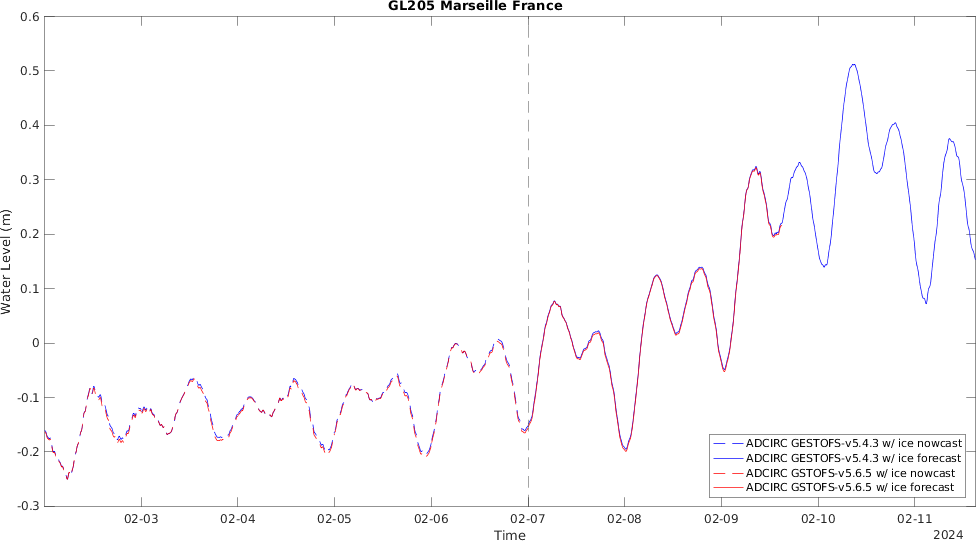 GL205 Marseille France
0.6
0.5
0.4
0.3
0.2
0.1
0
-0.1
-0.2
-0.3
Water Level (m)
ADCIRC GESTOFS-v5.4.3 w/ ice nowcast
ADCIRC GESTOFS-v5.4.3 w/ ice forecast
ADCIRC GSTOFS-v5.6.5 w/ ice nowcast
ADCIRC GSTOFS-v5.6.5 w/ ice forecast
02-03 02-04 02-05 02-06 02-07 02-08 02-09 02-10 02-11
Time
2024